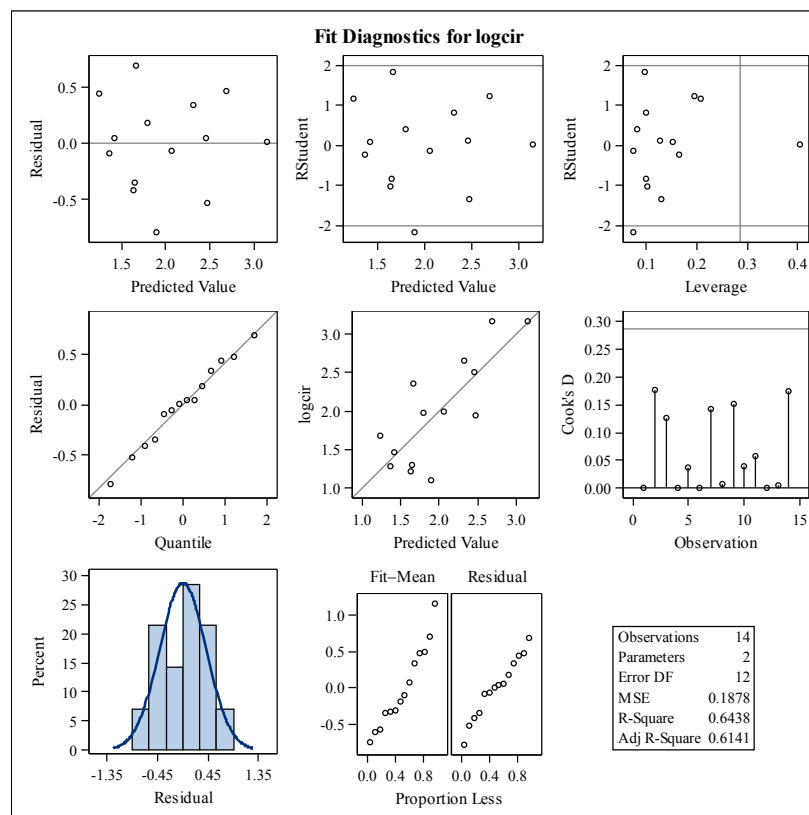 Fit Diagnostics for logcir
0.5
0.0
-0.5
Residual
1.5 2.0 2.5 3.0
Predicted Value
2
1
0
-1
-2
RStudent
1.5 2.0 2.5 3.0
Predicted Value
2
1
0
-1
-2
RStudent
0.1 0.2 0.3 0.4
Leverage
0.5
0.0
-0.5
Residual
-2 -1 0 1 2
Quantile
3.0
2.5
2.0
1.5
1.0
logcir
1.0 1.5 2.0 2.5 3.0
Predicted Value
0.30
0.25
0.20
0.15
0.10
0.05
0.00
Cook's D
0 5 10 15
Observation
30
25
20
15
10
5
0
Percent
-1.35 -0.45 0.45 1.35
Residual
Fit–Mean Residual
1.0
0.5
0.0
-0.5
0.0 0.4 0.8 0.0 0.4 0.8
Proportion Less
Observations 14
Parameters 2
Error DF 12
MSE 0.1878
R-Square 0.6438
Adj R-Square 0.6141